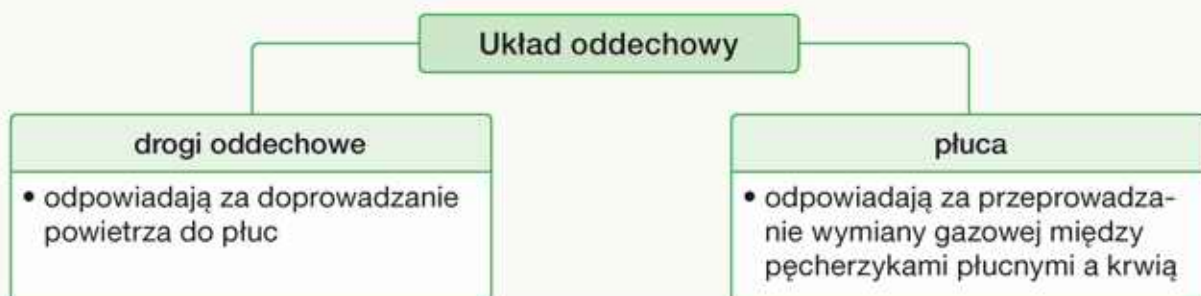 Układ oddechowy
drogi oddechowe
• odpowiadają za doprowadzanie
powietrza do płuc
płuca
• odpowiadają za przeprowadza-
nie wymiany gazowej między
pęcherzykami płucnymi a krwią